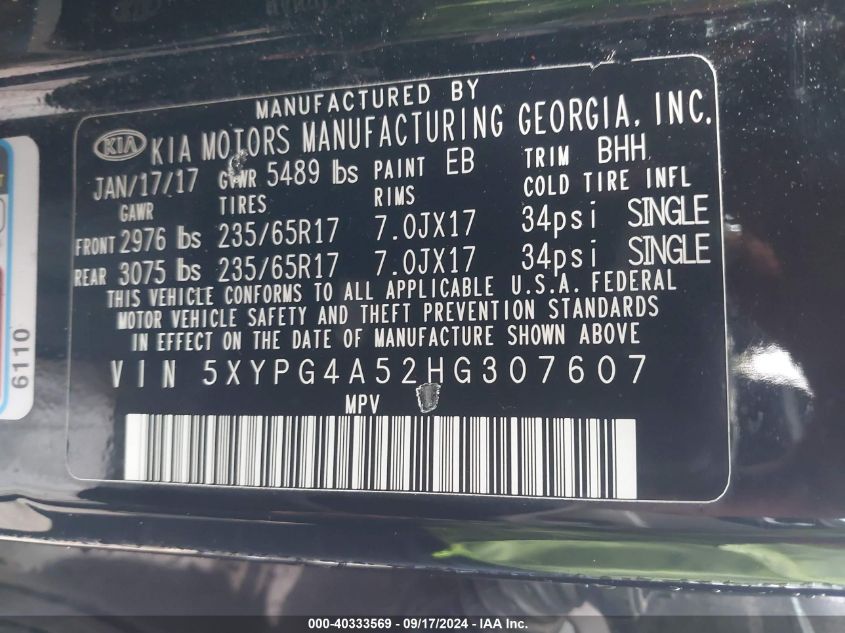 MANUFACTURED BY
KIA KIA MOTORS MANUFACTURING GEORGIA, INC.
JAN/17/17 GVWR 5489 lbs PAINT EB TRIM BHH
GAWR TIRES RIMS COLD TIRE INFL
FRONT 2976 lbs 235/65R17 7.0JX17 34psi SINGLE
REAR 3075 lbs 235/65R17 7.0JX17 34psi SINGLE
THIS VEHICLE CONFORMS TO ALL APPLICABLE U.S.A. FEDERAL
MOTOR VEHICLE SAFETY AND THEFT PREVENTION STANDARDS
IN EFFECT ON THE DATE OF MANUFACTURE SHOWN ABOVE
VIN 5XYPG4A52HG307607
MPV
6110
000-40333569 - 09/17/2024 - IAA Inc.